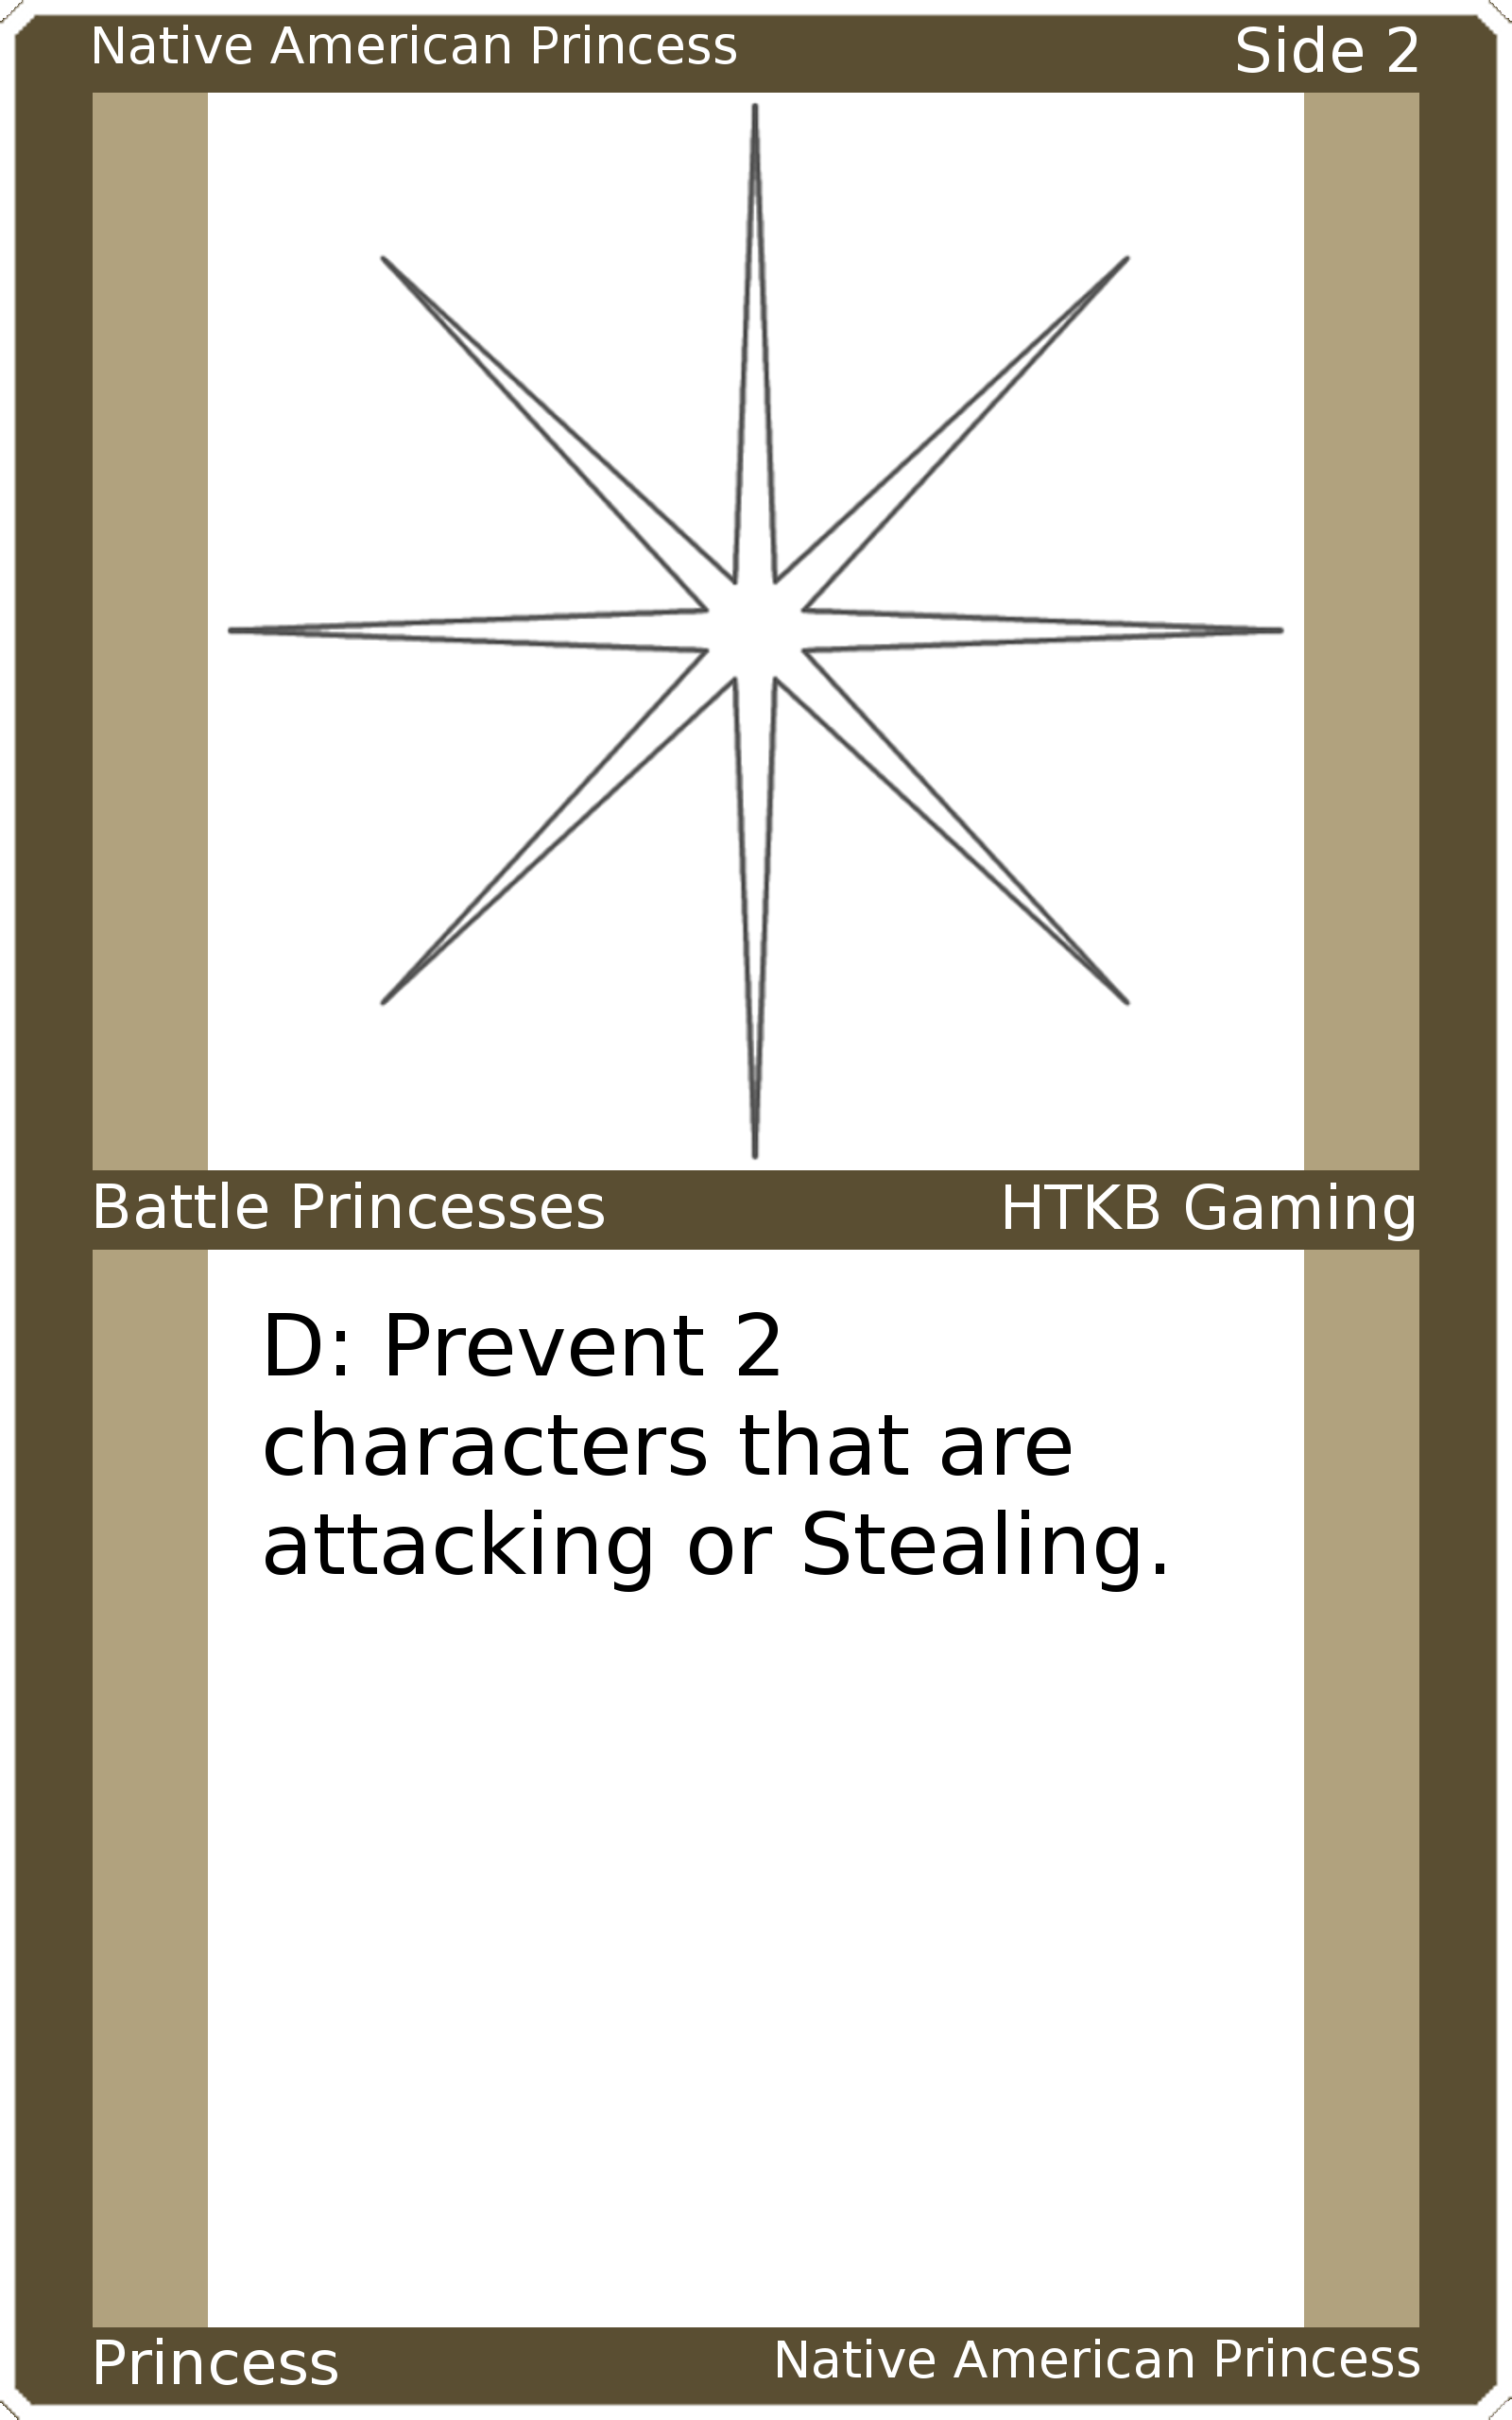 Native American Princess
Side 2
Battle Princesses
HTKB Gaming
D: Prevent 2
characters that are
attacking or Stealing.
Princess
Native American Princess